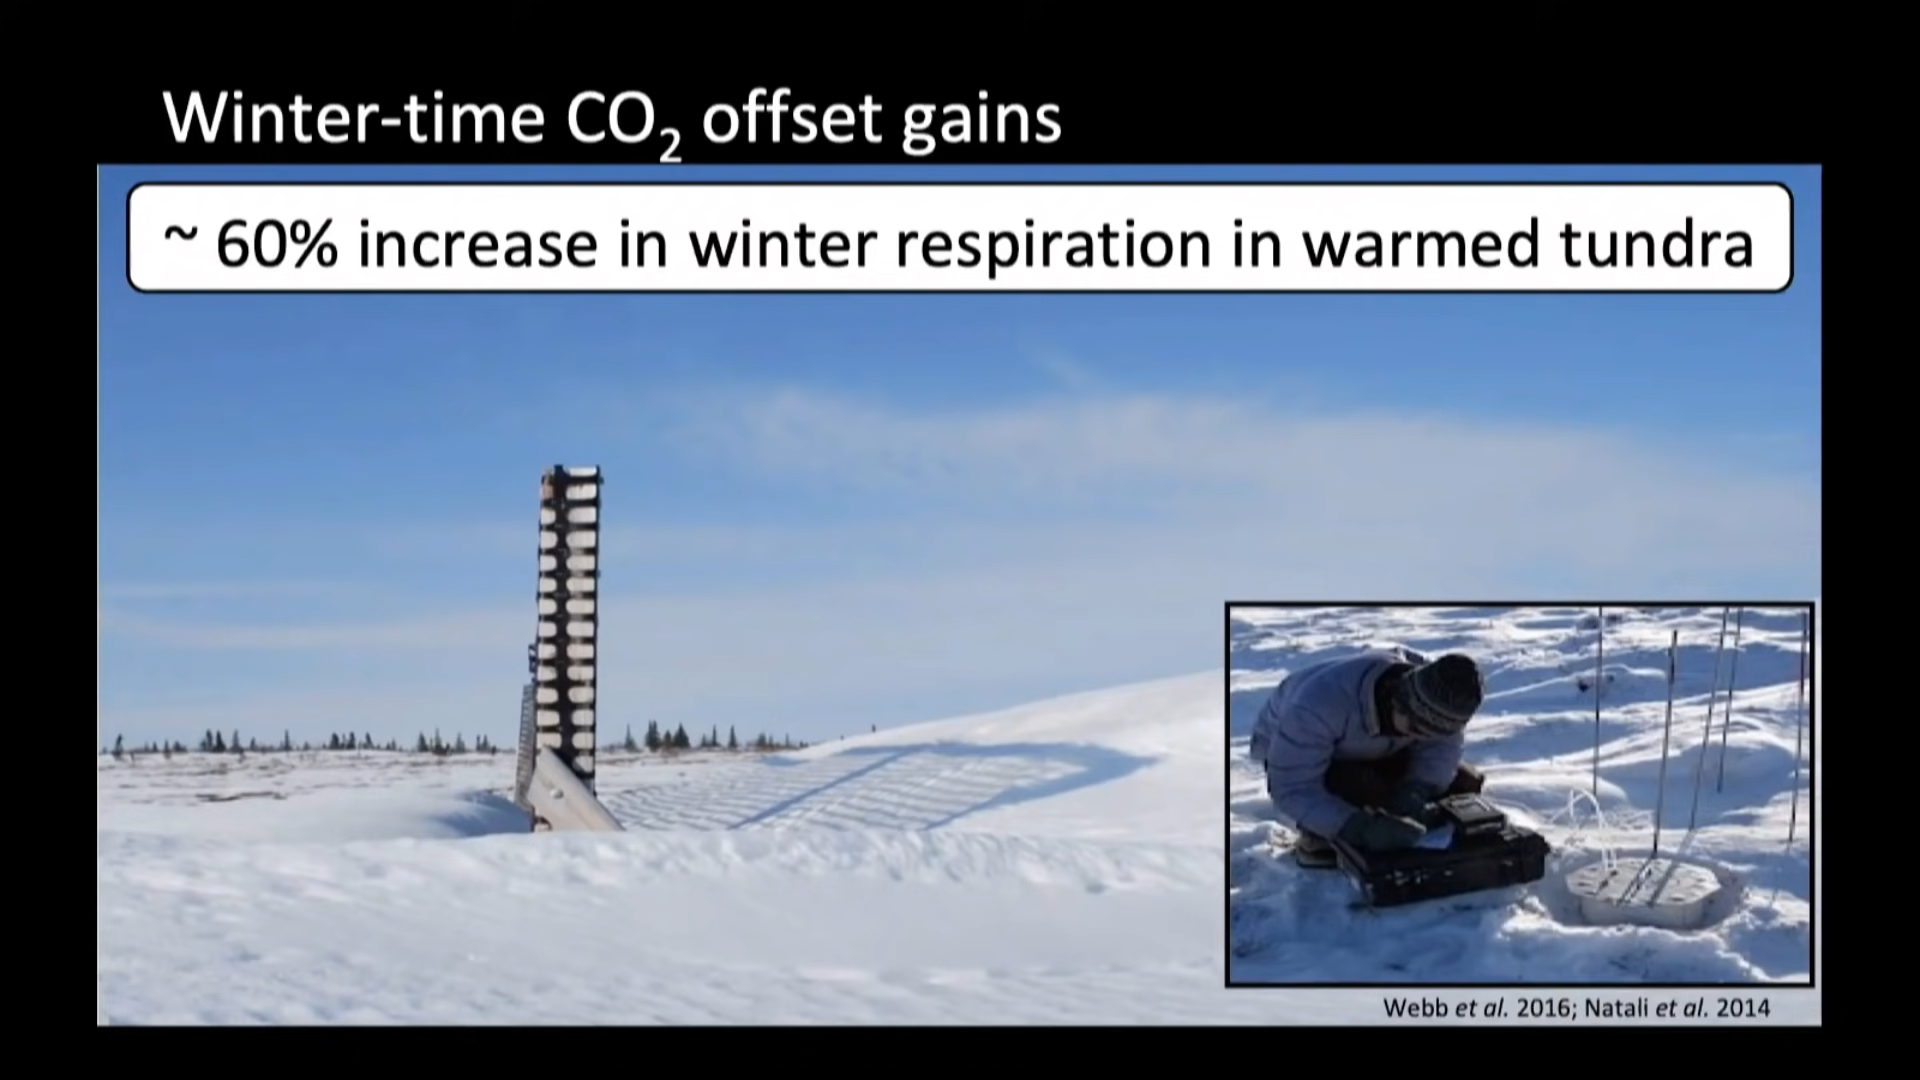 Winter-time CO₂ offset gains
~ 60% increase in winter respiration in warmed tundra
Webb et al. 2016; Natali et al. 2014